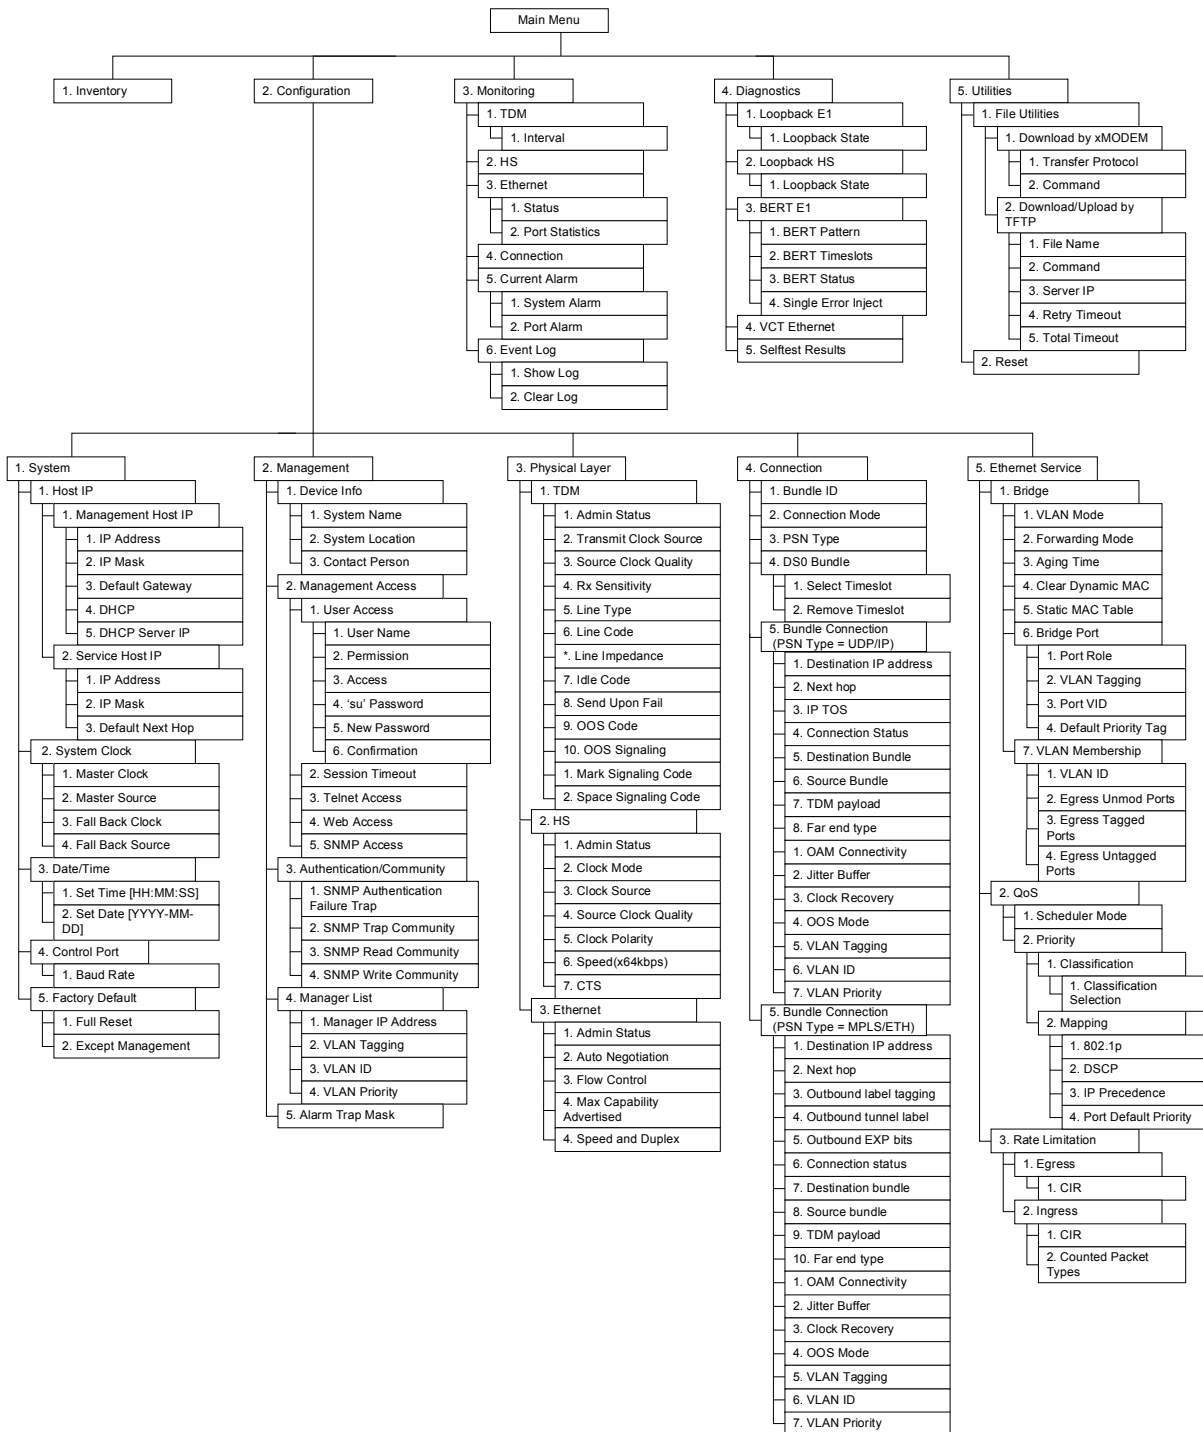 Main Menu
1. Inventory
2. Configuration
3. Monitoring
1. TDM
1. Interval
2. HS
3. Ethernet
1. Status
2. Port Statistics
4. Connection
5. Current Alarm
1. System Alarm
2. Port Alarm
6. Event Log
1. Show Log
2. Clear Log
4. Diagnostics
1. Loopback E1
1. Loopback State
2. Loopback HS
1. Loopback State
3. BERT E1
1. BERT Pattern
2. BERT Timeslots
3. BERT Status
4. Single Error Inject
4. VCT Ethernet
5. Selftest Results
5. Utilities
1. File Utilities
1. Download by xMODEM
1. Transfer Protocol
2. Command
2. Download/Upload by
TFTP
1. File Name
2. Command
3. Server IP
4. Retry Timeout
5. Total Timeout
2. Reset
1. System
1. Host IP
1. Management Host IP
1. IP Address
2. IP Mask
3. Default Gateway
4. DHCP
5. DHCP Server IP
2. Service Host IP
1. IP Address
2. IP Mask
3. Default Next Hop
2. System Clock
1. Master Clock
2. Master Source
3. Fall Back Clock
4. Fall Back Source
3. Date/Time
1. Set Time [HH:MM:SS]
2. Set Date [YYYY-MM-
DD]
4. Control Port
1. Baud Rate
5. Factory Default
1. Full Reset
2. Except Management
2. Management
1. Device Info
1. System Name
2. System Location
3. Contact Person
2. Management Access
1. User Access
1. User Name
2. Permission
3. Access
4. ‘su’ Password
5. New Password
6. Confirmation
2. Session Timeout
3. Telnet Access
4. Web Access
5. SNMP Access
3. Authentication/Community
1. SNMP Authentication
Failure Trap
2. SNMP Trap Community
3. SNMP Read Community
4. SNMP Write Community
4. Manager List
1. Manager IP Address
2. VLAN Tagging
3. VLAN ID
4. VLAN Priority
5. Alarm Trap Mask
3. Physical Layer
1. TDM
1. Admin Status
2. Transmit Clock Source
3. Source Clock Quality
4. Rx Sensitivity
5. Line Type
6. Line Code
*. Line Impedance
7. Idle Code
8. Send Upon Fail
9. OOS Code
10. OOS Signaling
1. Mark Signaling Code
2. Space Signaling Code
2. HS
1. Admin Status
2. Clock Mode
3. Clock Source
4. Source Clock Quality
5. Clock Polarity
6. Speed(x64kbps)
7. CTS
3. Ethernet
1. Admin Status
2. Auto Negotiation
3. Flow Control
4. Max Capability
Advertised
4. Speed and Duplex
4. Connection
1. Bundle ID
2. Connection Mode
3. PSN Type
4. DS0 Bundle
1. Select Timeslot
2. Remove Timeslot
5. Bundle Connection
(PSN Type = UDP/IP)
1. Destination IP address
2. Next hop
3. IP TOS
4. Connection Status
5. Destination Bundle
6. Source Bundle
7. TDM payload
8. Far end type
1. OAM Connectivity
2. Jitter Buffer
3. Clock Recovery
4. OOS Mode
5. VLAN Tagging
6. VLAN ID
7. VLAN Priority
5. Bundle Connection
(PSN Type = MPLS/ETH)
1. Destination IP address
2. Next hop
3. Outbound label tagging
4. Outbound tunnel label
5. Outbound EXP bits
6. Connection status
7. Destination bundle
8. Source bundle
9. TDM payload
10. Far end type
1. OAM Connectivity
2. Jitter Buffer
3. Clock Recovery
4. OOS Mode
5. VLAN Tagging
6. VLAN ID
7. VLAN Priority
5. Ethernet Service
1. Bridge
1. VLAN Mode
2. Forwarding Mode
3. Aging Time
4. Clear Dynamic MAC
5. Static MAC Table
6. Bridge Port
1. Port Role
2. VLAN Tagging
3. Port VID
4. Default Priority Tag
7. VLAN Membership
1. VLAN ID
2. Egress Unmod Ports
3. Egress Tagged
Ports
4. Egress Untagged
Ports
2. QoS
1. Scheduler Mode
2. Priority
1. Classification
1. Classification
Selection
2. Mapping
1. 802.1p
2. DSCP
3. IP Precedence
4. Port Default Priority
3. Rate Limitation
1. Egress
1. CIR
2. Ingress
1. CIR
2. Counted Packet
Types